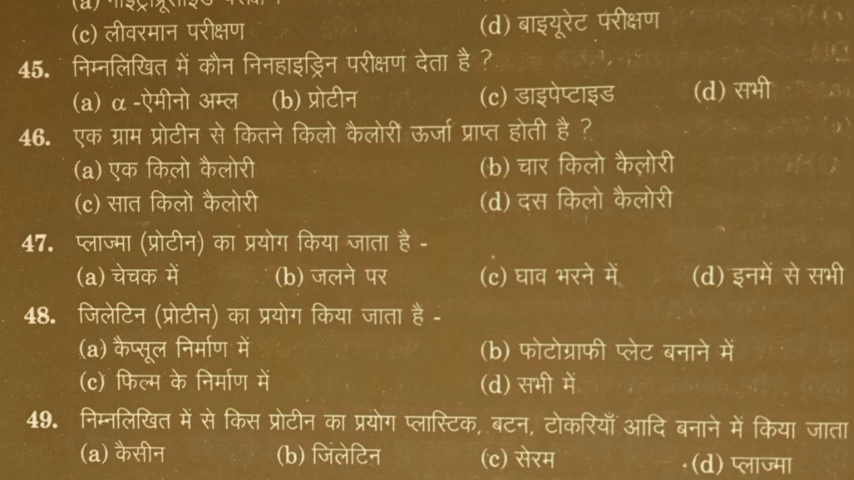 (c) लीवरमान परीक्षण (d) बाइयूरेट परीक्षण
45. निम्नलिखित में कौन निनहाइड्रिन परीक्षण देता है ?
(a) α -ऐमीनो अम्ल (b) प्रोटीन (c) डाइपेप्टाइड (d) सभी
46. एक ग्राम प्रोटीन से कितने किलो कैलोरी ऊर्जा प्राप्त होती है ?
(a) एक किलो कैलोरी (b) चार किलो कैलोरी
(c) सात किलो कैलोरी (d) दस किलो कैलोरी
47. प्लाज्मा (प्रोटीन) का प्रयोग किया जाता है -
(a) चेचक में (b) जलने पर (c) घाव भरने में (d) इनमें से सभी
48. जिलेटिन (प्रोटीन) का प्रयोग किया जाता है -
(a) कैप्सूल निर्माण में (b) फोटोग्राफी प्लेट बनाने में
(c) फिल्म के निर्माण में (d) सभी में
49. निम्नलिखित में से किस प्रोटीन का प्रयोग प्लास्टिक, बटन, टोकरियाँ आदि बनाने में किया जाता
(a) कैसीन (b) जिलेटिन (c) सेरम (d) प्लाज्मा